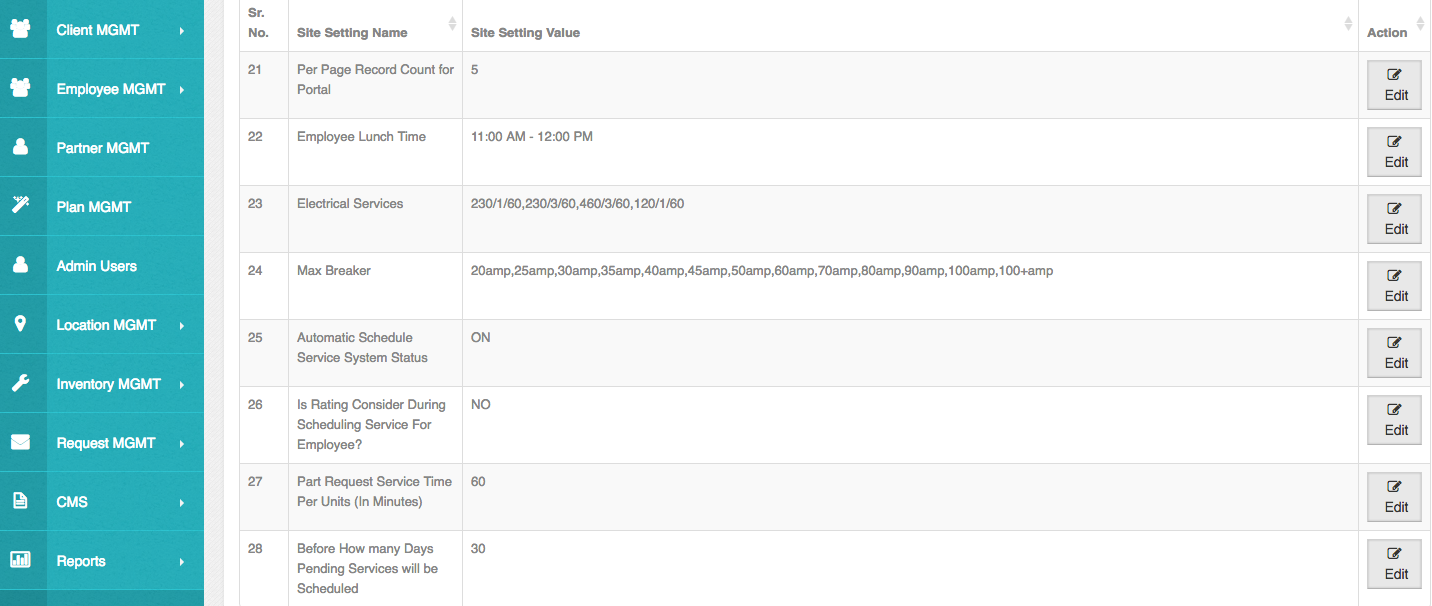 Client MGMT
Employee MGMT
Partner MGMT
Plan MGMT
Admin Users
Location MGMT
Inventory MGMT
Request MGMT
CMS
Reports
Sr.
No.
Site Setting Name
Site Setting Value
Action
21
Per Page Record Count for
Portal
5
Edit
22
Employee Lunch Time
11:00 AM - 12:00 PM
Edit
23
Electrical Services
230/1/60,230/3/60,460/3/60,120/1/60
Edit
24
Max Breaker
20amp,25amp,30amp,35amp,40amp,45amp,50amp,60amp,70amp,80amp,90amp,100amp,100+amp
Edit
25
Automatic Schedule
Service System Status
ON
Edit
26
Is Rating Consider During
Scheduling Service For
Employee?
NO
Edit
27
Part Request Service Time
Per Units (In Minutes)
60
Edit
28
Before How many Days
Pending Services will be
Scheduled
30
Edit